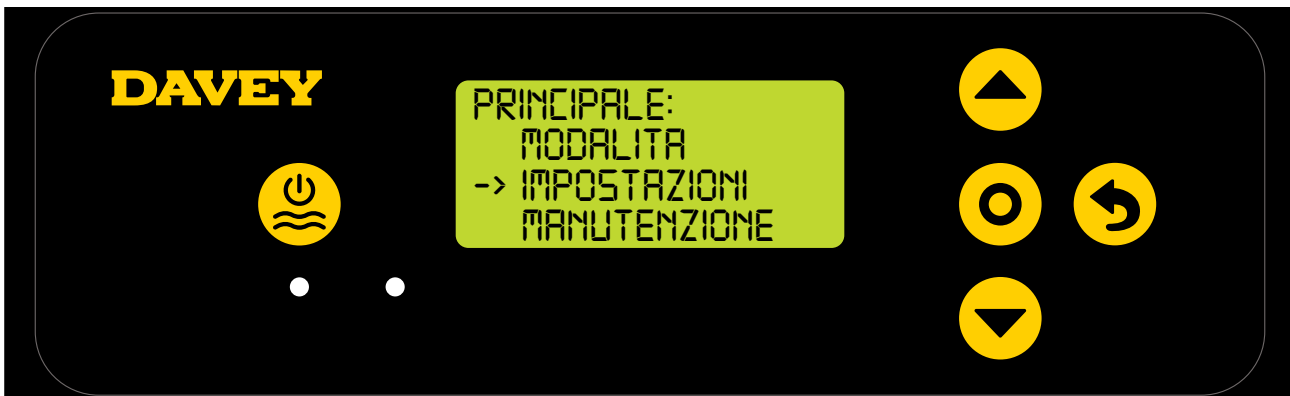 DAVEY
PRINCIPALE:
MODALITA
-> IMPOSTAZIONI
MANUTENZIONE